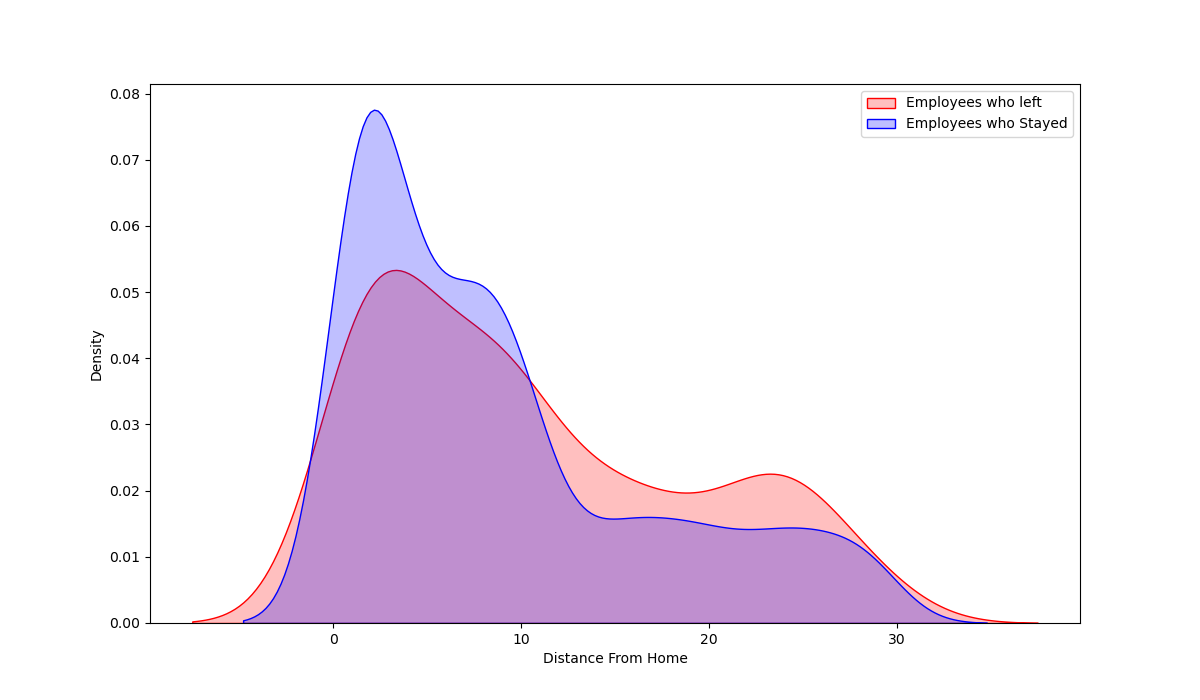 Employees who left
Employees who Stayed
0.08
0.07
0.06
0.05
0.04
0.03
0.02
0.01
0.00
Density
0 10 20 30
Distance From Home